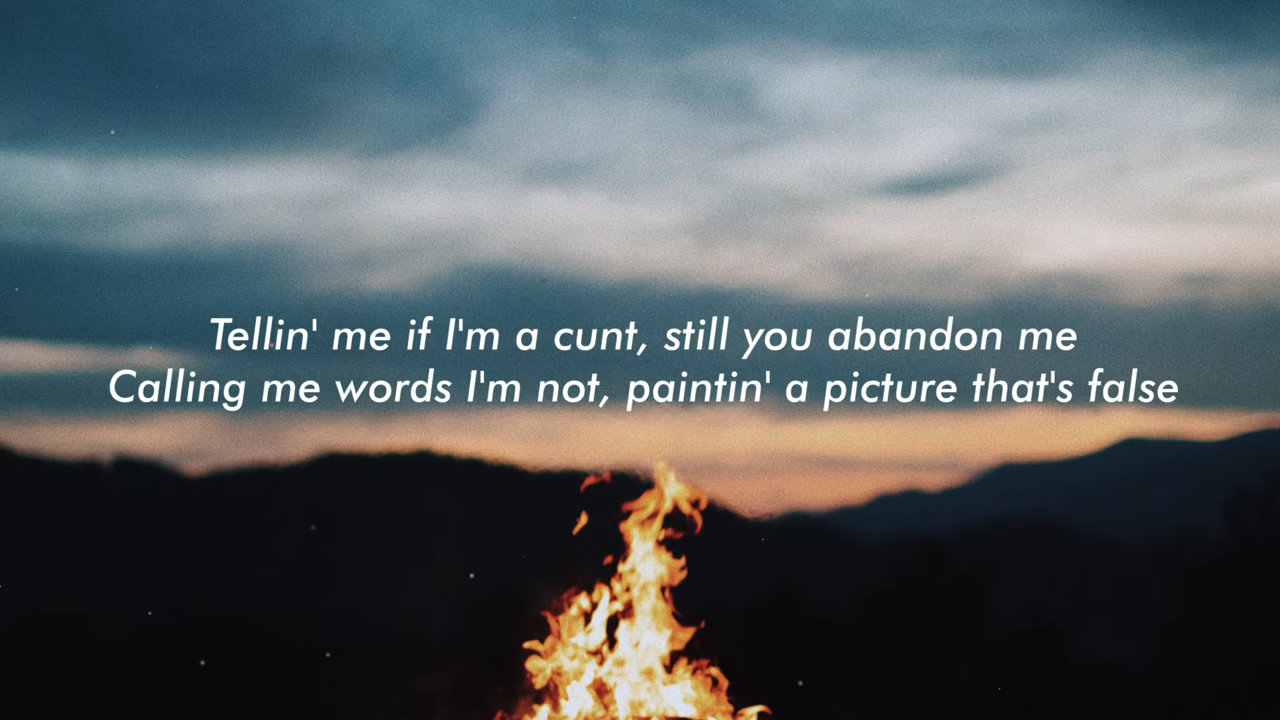 Tellin' me if I'm a cunt, still you abandon me
Calling me words I'm not, paintin' a picture that's false